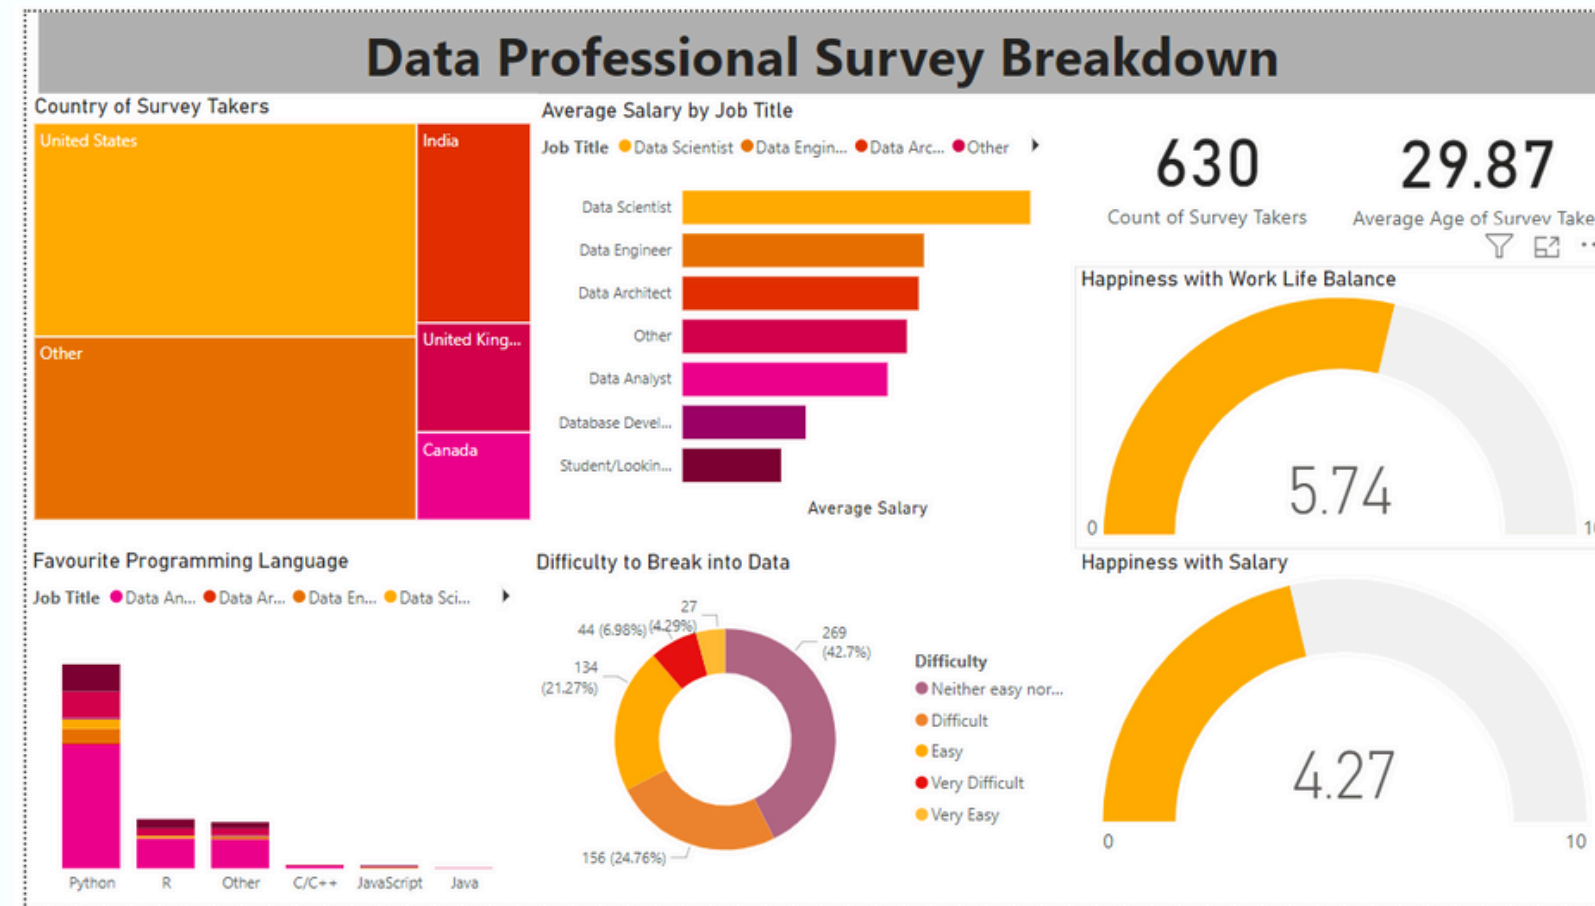 Data Professional Survey Breakdown
Country of Survey Takers
United States
India
Other
United King...
Canada
Average Salary by Job Title
Job Title Data Scientist Data Engin... Data Arc... Other
Data Scientist
Data Engineer
Data Architect
Other
Data Analyst
Database Devel...
Student/Lookin...
Average Salary
630
Count of Survey Takers
29.87
Average Age of Survey Take
Happiness with Work Life Balance
5.74
0
1
Favourite Programming Language
Job Title Data An... Data Ar... Data En... Data Sci...
Python R Other C/C++ JavaScript Java
Difficulty to Break into Data
27
(4.29%)
44 (6.98%)
269
(42.7%)
134
(21.27%)
156 (24.76%)
Difficulty
Neither easy nor...
Difficult
Easy
Very Difficult
Very Easy
Happiness with Salary
4.27
0
10